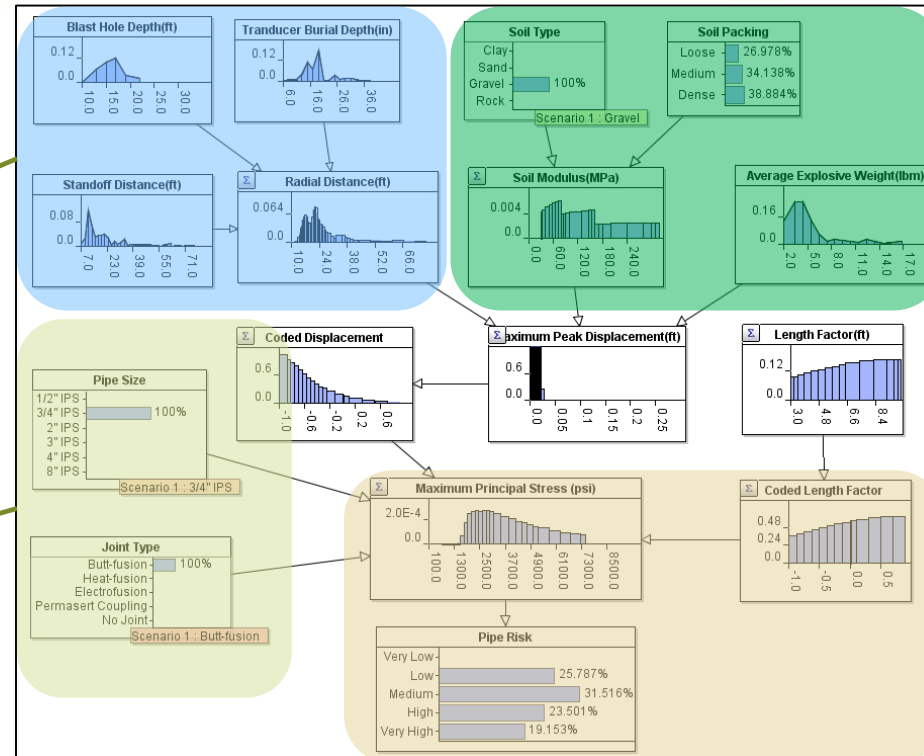 Blast Hole Depth(ft)
0.12
0.0
10.0 15.0 20.0 30.0
Tranducer Burial Depth(in)
0.12
0.0
6.0 16.0 26.0 36.0
Soil Type
Clay
Sand
Gravel 100%
Rock
Scenario 1 : Gravel
Soil Packing
Loose 26.978%
Medium 34.138%
Dense 38.884%
Standoff Distance(ft)
0.08
0.0
7.0 23.0 39.0 55.0 71.0
Σ Radial Distance(ft)
0.064
0.0
12.0 24.0 38.0 52.0 66.0
Σ Soil Modulus(MPa)
0.004
0.0
0.0 60.0 120.0 180.0 240.0
Average Explosive Weight(lbm)
0.16
0.0
2.0 5.0 8.0 11.0 14.0 17.0
Σ Coded Displacement
0.6
0.0
-1.0 -0.6 -0.2 0.2 0.6
Σ aximum Peak Displacement(ft)
0.6
0.0
0.0 0.05 0.1 0.15 0.2 0.25
Σ Length Factor(ft)
0.12
0.0
3.0 4.8 6.6 8.4
Pipe Size
1/2" IPS
3/4" IPS 100%
2" IPS
3" IPS
4" IPS
8" IPS
Scenario 1 : 3/4" IPS
Σ Maximum Principal Stress (psi)
2.0E-4
0.0
100.0 1300.0 2500.0 3700.0 4900.0 6100.0 7300.0 8500.0
Σ Coded Length Factor
0.48
0.24
0.0
-1.0 -0.5 0.0 0.5
Joint Type
Butt-fusion 100%
Heat-fusion
Electrofusion
Permasert Coupling
No Joint
Scenario 1 : Butt-fusion
Pipe Risk
Very Low
Low 25.787%
Medium 31.516%
High 23.501%
Very High 19.153%